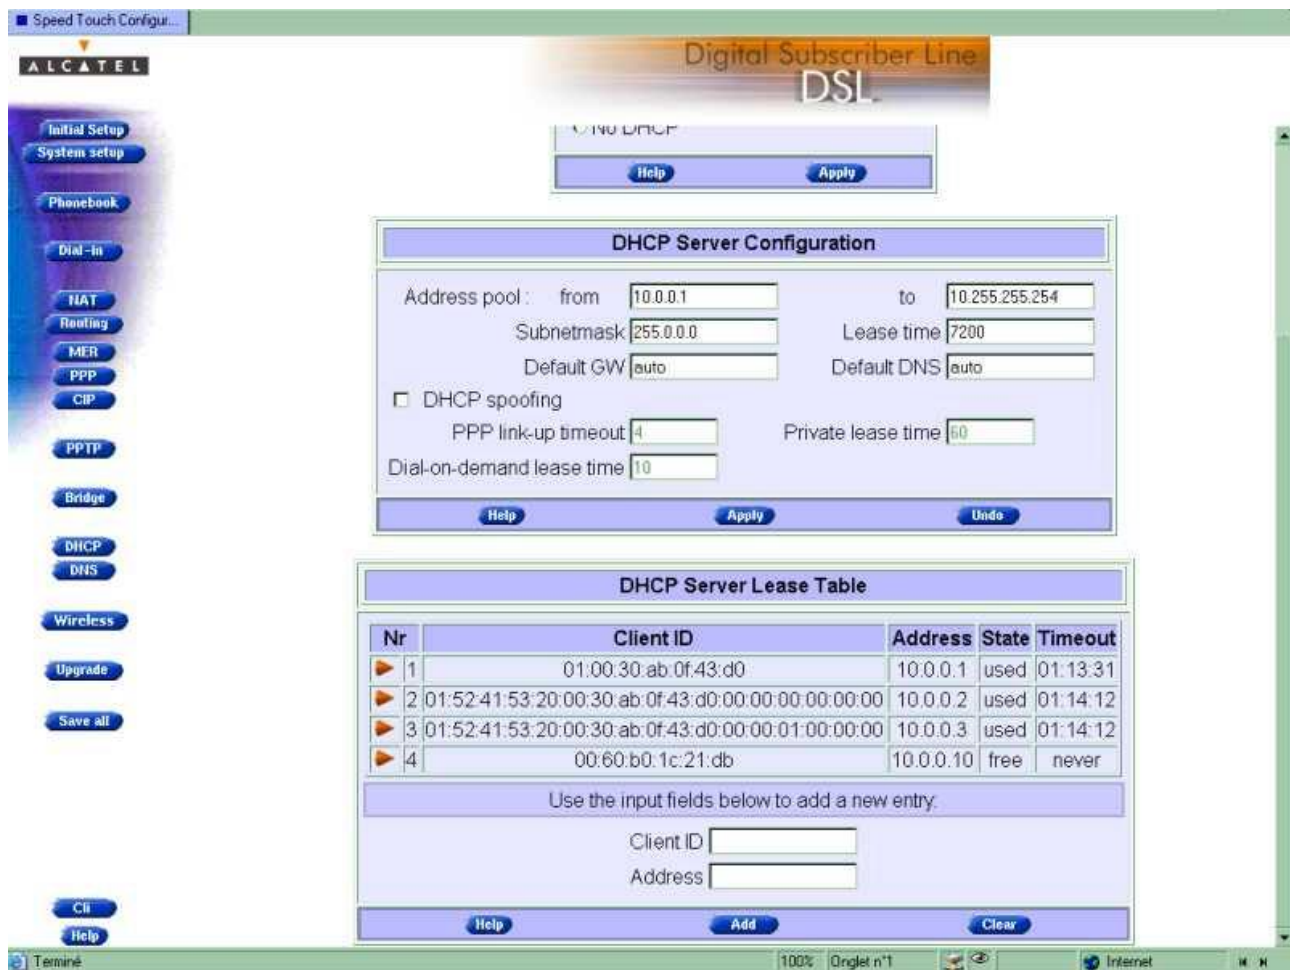 Speed Touch Configur...
ALCATEL
Digital Subscriber Line
DSL
Initial Setup
System setup
Phonebook
Dial-in
NAT
Routing
MER
PPP
CIP
PPTP
Bridge
DHCP
DNS
Wireless
Upgrade
Save all
Cli
Help
No DHCP
Help Apply
DHCP Server Configuration
Address pool : from 10.0.0.1 to 10.255.255.254
Subnetmask 255.0.0.0 Lease time 7200
Default GW auto Default DNS auto
DHCP spoofing
PPP link-up timeout 4 Private lease time 60
Dial-on-demand lease time 10
Help Apply Undo
DHCP Server Lease Table
Nr Client ID Address State Timeout
1 01:00:30:ab:0f:43:d0 10.0.0.1 used 01:13:31
2 01:52:41:53:20:00:30:ab:0f:43:d0:00:00:00:00:00:00 10.0.0.2 used 01:14:12
3 01:52:41:53:20:00:30:ab:0f:43:d0:00:00:01:00:00:00 10.0.0.3 used 01:14:12
4 00:60:b0:1c:21:db 10.0.0.10 free never
Use the input fields below to add a new entry:
Client ID
Address
Help Add Clear
Terminé 100% Onglet n°1 Internet